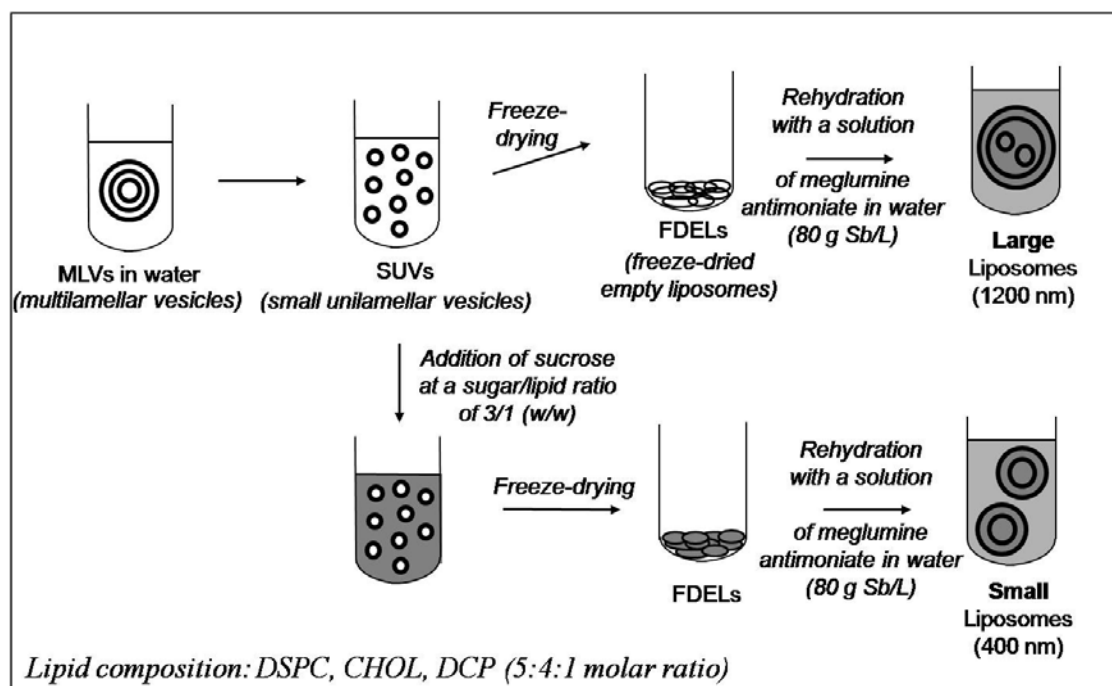 Freeze-
drying
Rehydration
with a solution
of meglumine
antimoniate in water
(80 g Sb/L)
MLVs in water
(multilamellar vesicles)
SUVs
(small unilamellar vesicles)
FDELs
(freeze-dried
empty liposomes)
Large
Liposomes
(1200 nm)
Addition of sucrose
at a sugar/lipid ratio
of 3/1 (w/w)
Freeze-drying
FDELs
Rehydration
with a solution
of meglumine
antimoniate in water
(80 g Sb/L)
Small
Liposomes
(400 nm)
Lipid composition: DSPC, CHOL, DCP (5:4:1 molar ratio)